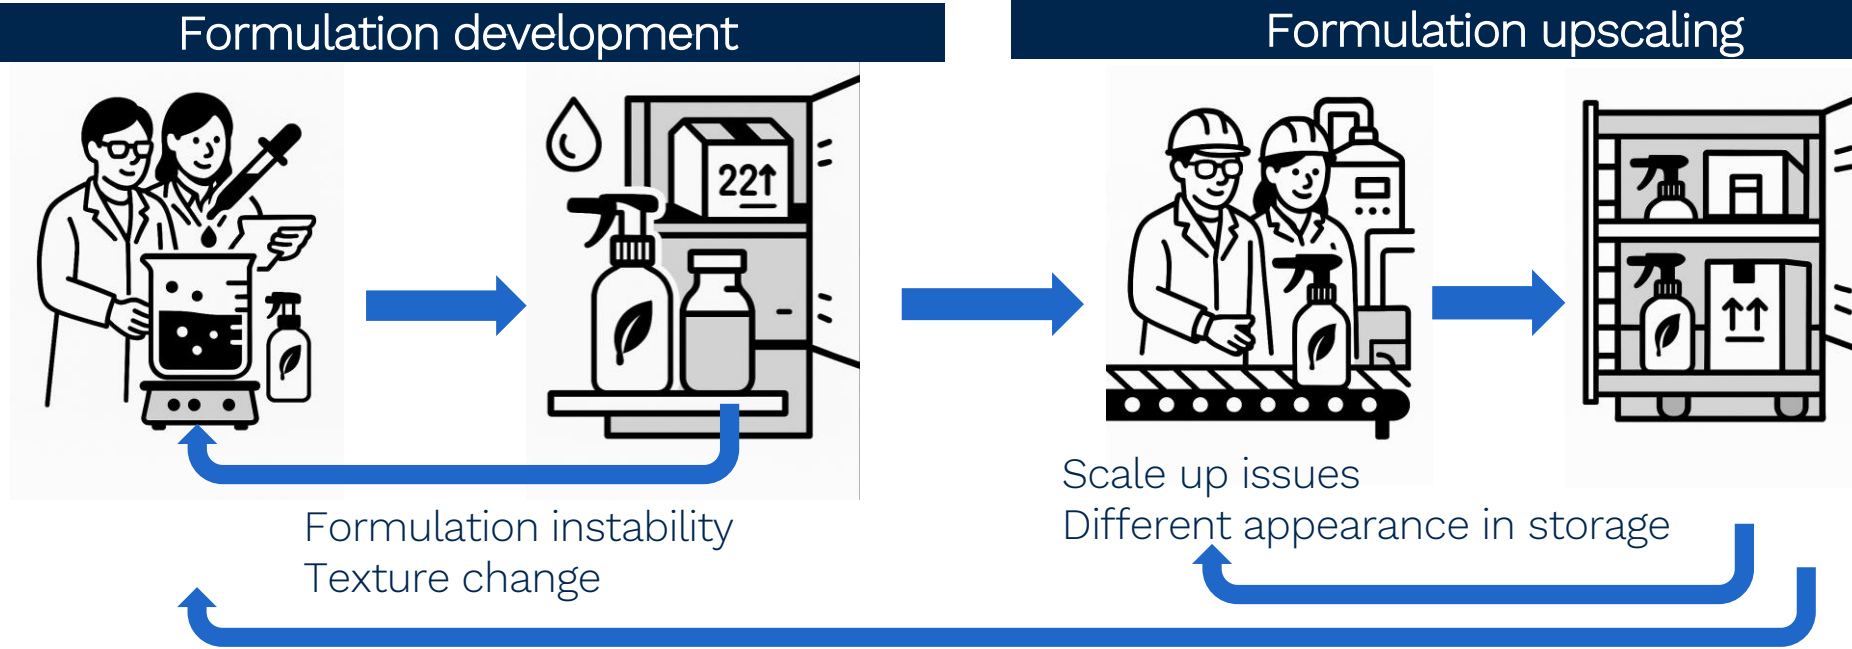 Formulation development
Formulation upscaling
22↑
Scale up issues
Different appearance in storage
Formulation instability
Texture change